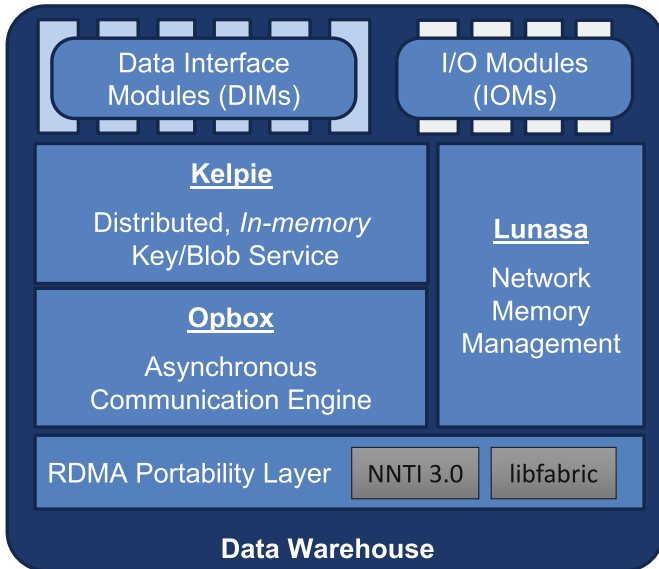 Data Interface
Modules (DIMs)
I/O Modules
(IOMs)
Kelpie
Distributed, In-memory
Key/Blob Service
Lunasa
Network
Memory
Management
Opbox
Asynchronous
Communication Engine
RDMA Portability Layer NNTI 3.0 libfabric
Data Warehouse